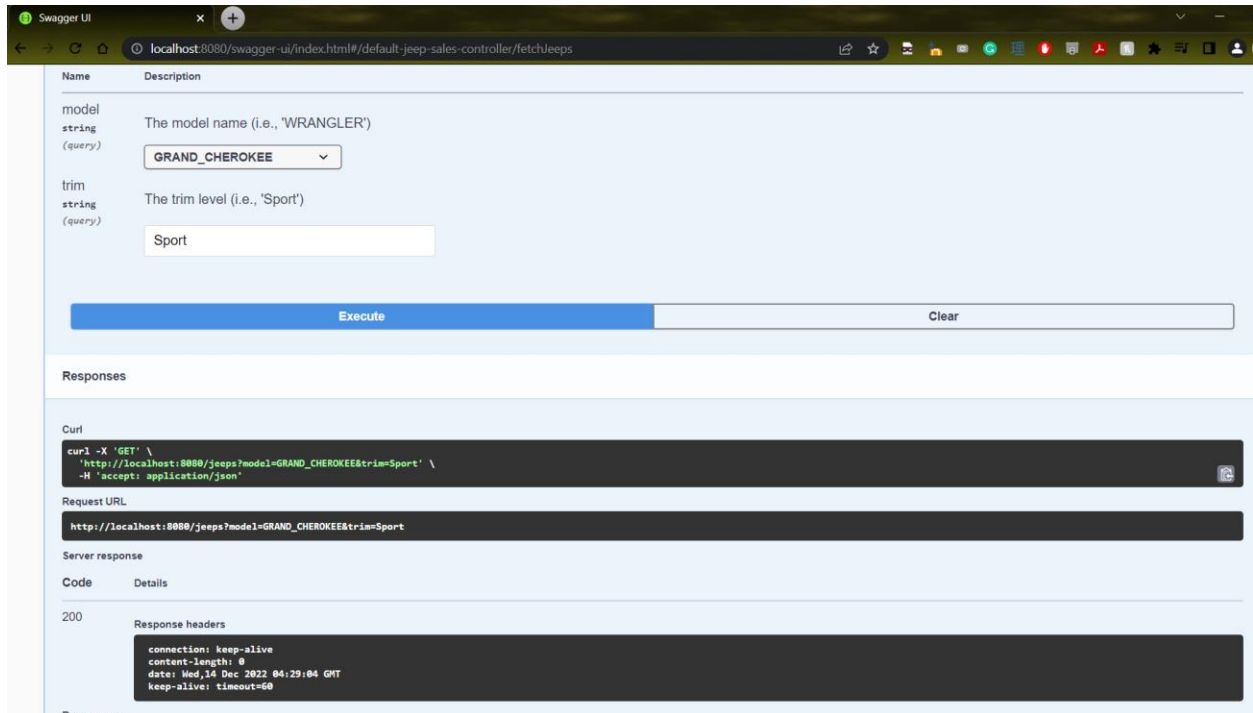 Swagger UI
localhost:8080/swagger-ui/index.html#/default-jeep-sales-controller/fetchJeeps
Name Description
model
string
(query)
The model name (i.e., 'WRANGLER')
GRAND_CHEROKEE
trim
string
(query)
The trim level (i.e., 'Sport')
Sport
Execute Clear
Responses
Curl
curl -X 'GET' \
'http://localhost:8080/jeeps?model=GRAND_CHEROKEE&trim=Sport' \
-H 'accept: application/json'
Request URL
http://localhost:8080/jeeps?model=GRAND_CHEROKEE&trim=Sport
Server response
Code Details
200
Response headers
connection: keep-alive
content-length: 0
date: Wed,14 Dec 2022 04:29:04 GMT
keep-alive: timeout=60